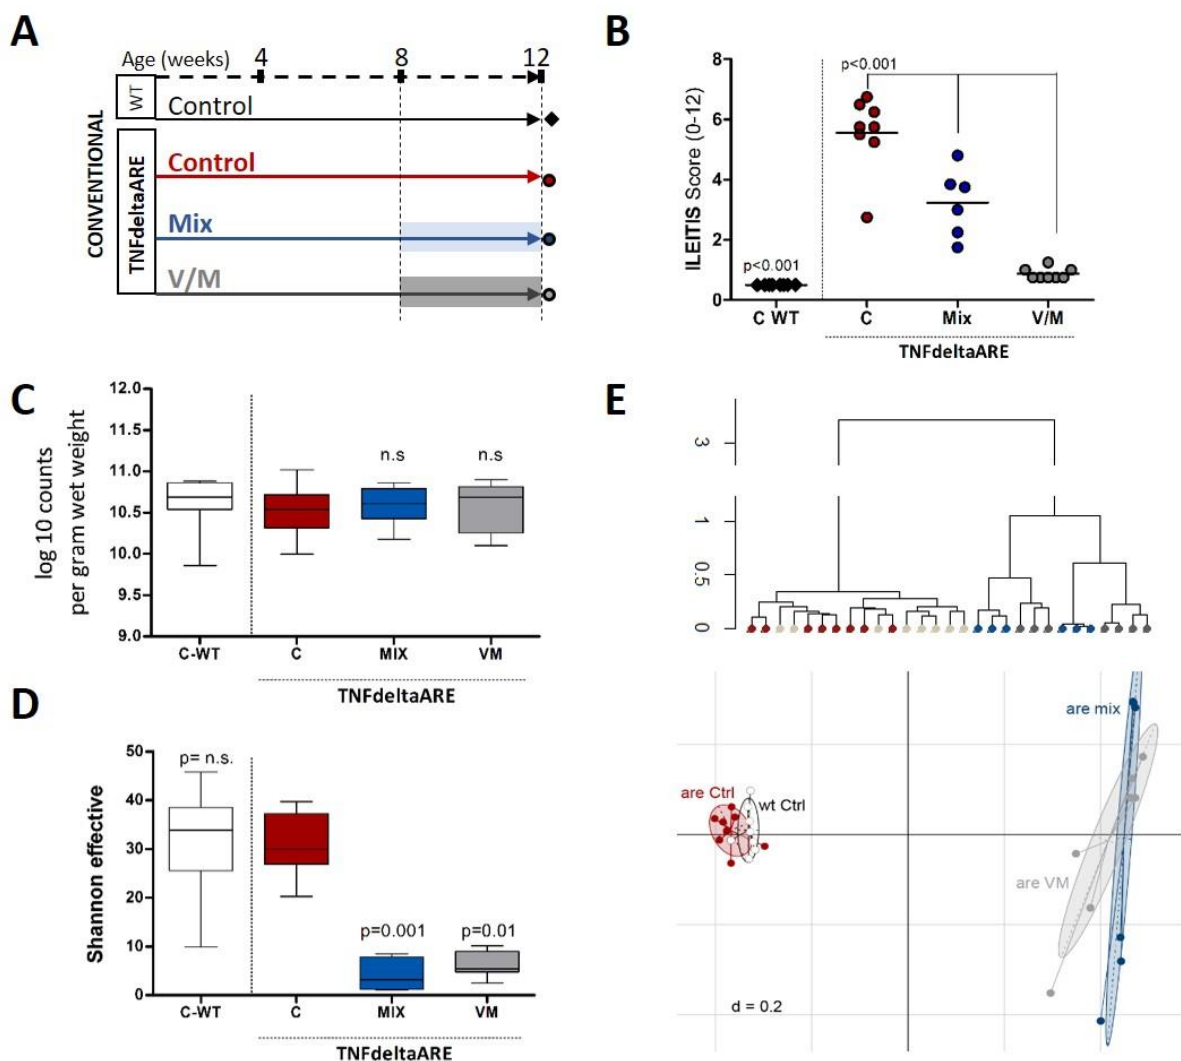 A
Age (weeks) 4 8 12
CONVENTIONAL
WT
Control
TNFdeltaARE
Control
Mix
V/M
B
ILEITIS Score (0-12)
8
6
4
2
0
p<0.001
p<0.001
C WT C Mix V/M
TNFdeltaARE
C
log 10 counts
per gram wet weight
12.0
11.5
11.0
10.5
10.0
9.5
9.0
n.s n.s
C-WT C MIX VM
TNFdeltaARE
D
Shannon effective
50
40
30
20
10
0
p= n.s.
p=0.001 p=0.01
C-WT C MIX VM
TNFdeltaARE
E
3
1
0.5
0
are mix
are Ctrl
wt Ctrl
are VM
d = 0.2